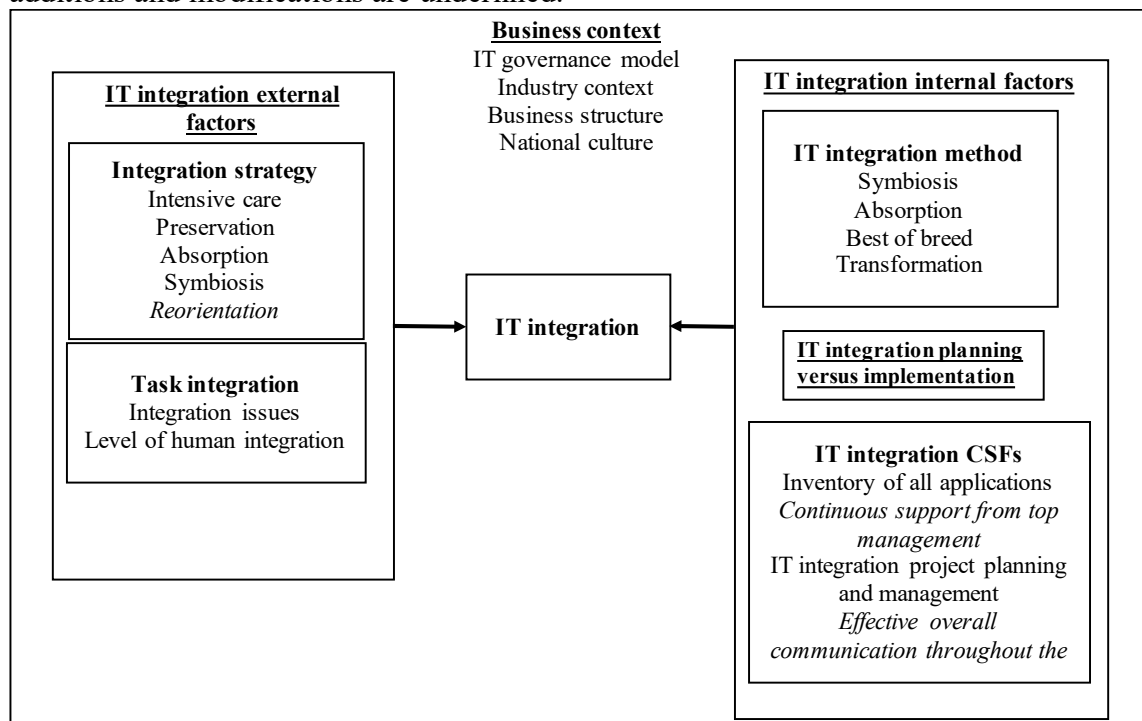 additions and modifications are underlined.
Business context
IT governance model
Industry context
Business structure
National culture
IT integration external
factors
Integration strategy
Intensive care
Preservation
Absorption
Symbiosis
Reorientation
Task integration
Integration issues
Level of human integration
IT integration
IT integration internal factors
IT integration method
Symbiosis
Absorption
Best of breed
Transformation
IT integration planning
versus implementation
IT integration CSFs
Inventory of all applications
Continuous support from top
management
IT integration project planning
and management
Effective overall
communication throughout the